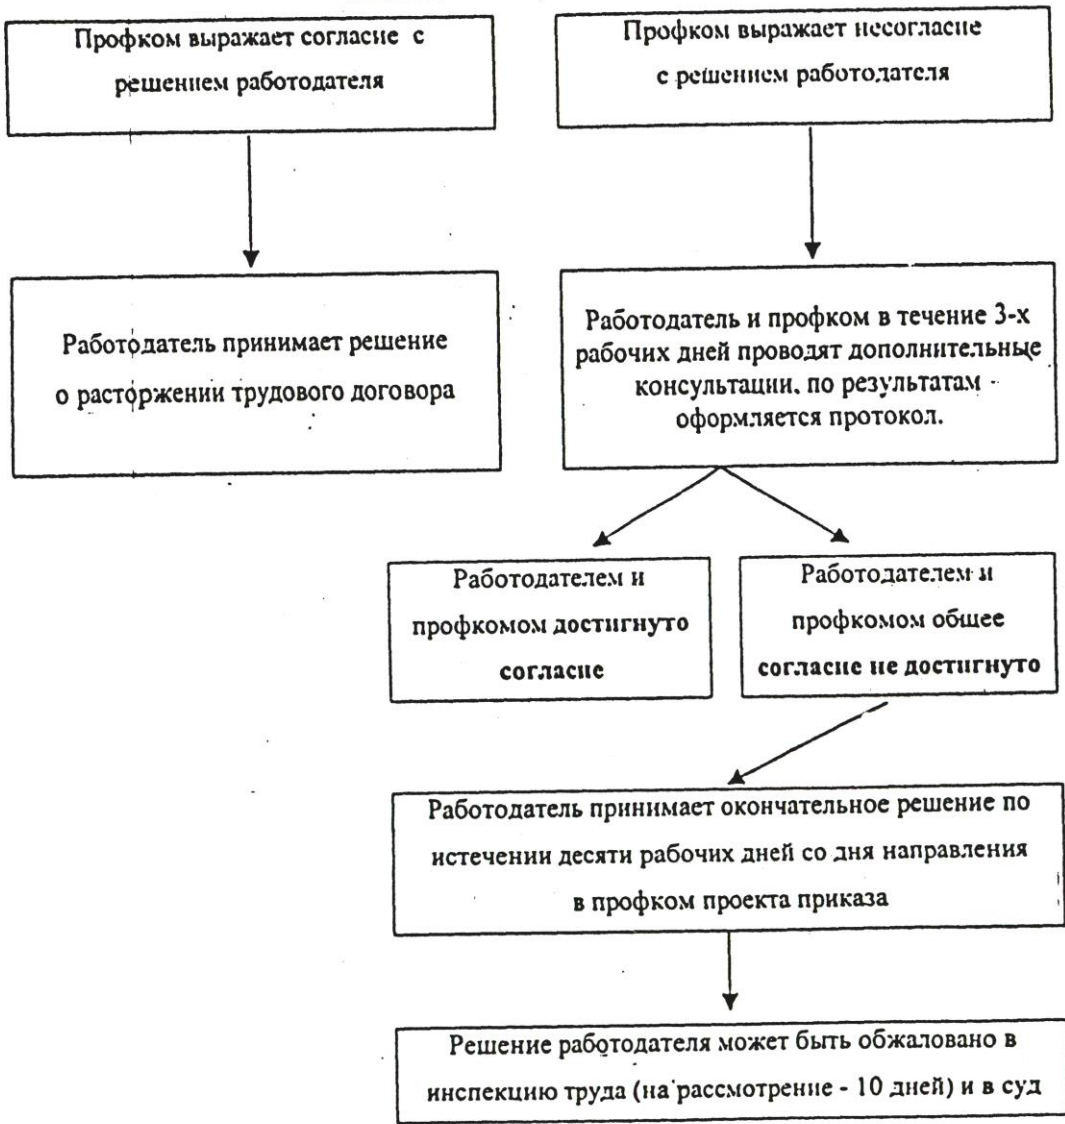 Профком выражает согласие с
решением работодателя
Профком выражает несогласие
с решением работодателя
Работодатель принимает решение
о расторжении трудового договора
Работодатель и профком в течение 3-х
рабочих дней проводят дополнительные
консультации, по результатам
оформляется протокол.
Работодателем и
профкомом достигнуто
согласие
Работодателем и
профкомом общее
согласие не достигнуто
Работодатель принимает окончательное решение по
истечении десяти рабочих дней со дня направления
в профком проекта приказа
Решение работодателя может быть обжаловано в
инспекцию труда (на рассмотрение - 10 дней) и в суд